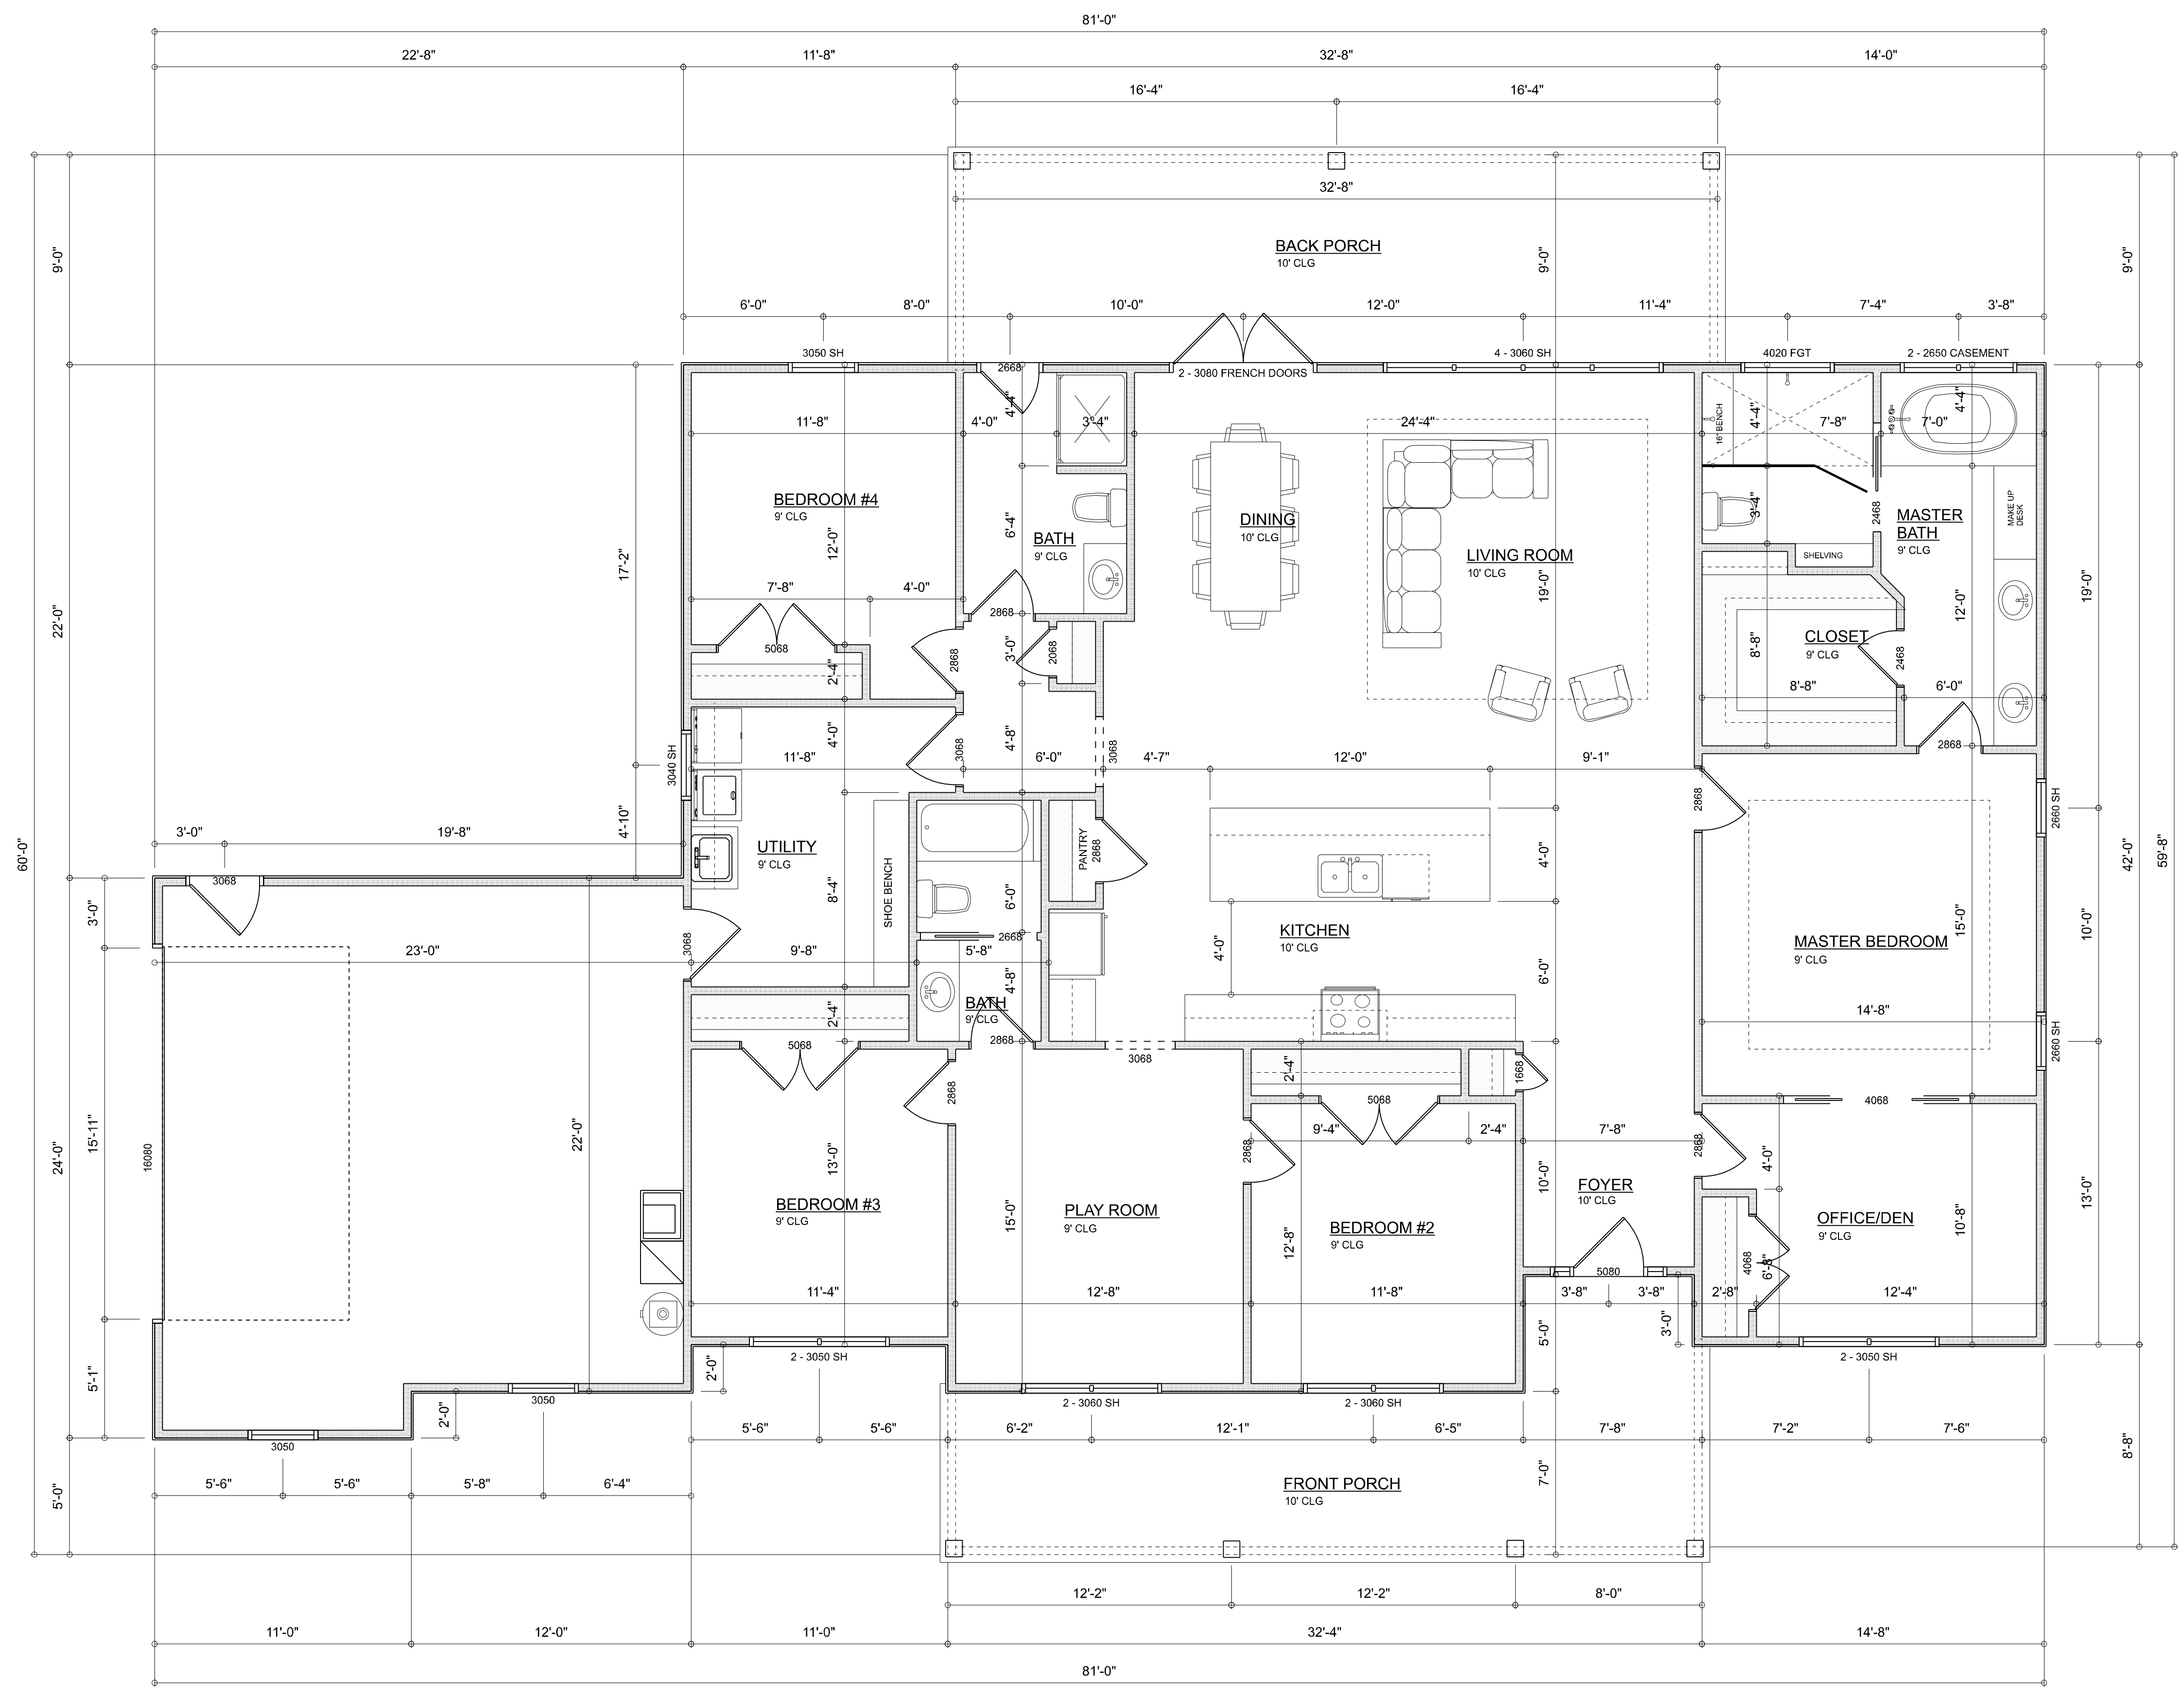 81'-0"
22'-8" 11'-8" 32'-8" 14'-0"
16'-4" 16'-4"
32'-8"
BACK PORCH
10' CLG
9'-0" 9'-0" 9'-0"
6'-0" 8'-0" 10'-0" 12'-0" 11'-4" 7'-4" 3'-8"
3050 SH 4 - 3060 SH 4020 FGT 2 - 2650 CASEMENT
2668 2 - 3080 FRENCH DOORS
4'-4" 16" BENCH 4'-4" 4'-4"
11'-8" 4'-0" 3'-4" 24'-4" 7'-8" 7'-0"
BEDROOM #4
9' CLG
12'-0"
6'-4"
BATH
9' CLG
DINING
10' CLG
LIVING ROOM
10' CLG
19'-0"
3'-4"
2468
MASTER
BATH
9' CLG
MAKE UP
DESK
SHELVING
17'-2"
22'-0"
7'-8" 4'-0"
2868
5068
2868
3'-0"
2068
2'-4"
12'-0"
19'-0"
CLOSET
9' CLG
8'-8"
2468
8'-8" 6'-0"
2868
3040 SH
4'-0"
3068
4'-8"
3068
11'-8" 6'-0" 4'-7" 12'-0" 9'-1"
2868
2660 SH
3'-0" 19'-8"
4'-10"
UTILITY
9' CLG
SHOE BENCH
8'-4"
PANTRY
2868
4'-0"
60'-0"
42'-0"
59'-8"
3068
3'-0"
6'-0"
2668
KITCHEN
10' CLG
4'-0"
6'-0"
MASTER BEDROOM
9' CLG
15'-0"
10'-0"
23'-0" 3068 9'-8" 5'-8"
4'-8"
BATH
9' CLG
2'-4"
14'-8"
2660 SH
5068
2868
3068
2'-4"
1668
2868
5068
4068
15'-11"
24'-0"
16080
22'-0"
13'-0"
9'-4" 2'-4" 7'-8"
2868
2868
4'-0"
10'-0"
FOYER
10' CLG
BEDROOM #3
9' CLG
PLAY ROOM
9' CLG
15'-0"
BEDROOM #2
9' CLG
12'-8"
OFFICE/DEN
9' CLG
10'-8"
13'-0"
4068
6'-8"
5080
11'-4" 12'-8" 11'-8" 3'-8" 3'-8" 2'-8" 12'-4"
5'-0"
3'-0"
2 - 3050 SH
2 - 3050 SH
2'-0"
5'-1"
3050
2 - 3060 SH 2 - 3060 SH
2'-0"
5'-6" 5'-6" 6'-2" 12'-1" 6'-5" 7'-8" 7'-2" 7'-6"
3050
8'-8"
7'-0"
5'-6" 5'-6" 5'-8" 6'-4"
FRONT PORCH
10' CLG
5'-0"
12'-2" 12'-2" 8'-0"
11'-0" 12'-0" 11'-0" 32'-4" 14'-8"
81'-0"